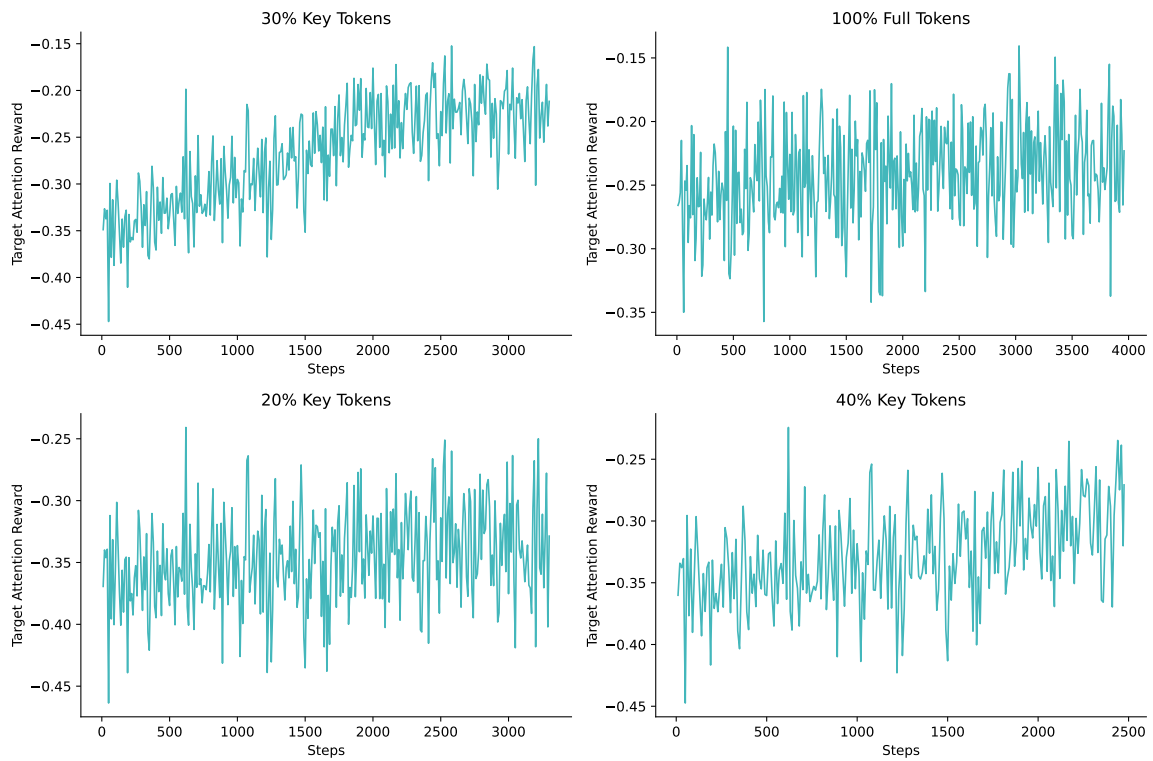 30% Key Tokens
Target Attention Reward
−0.15
−0.20
−0.25
−0.30
−0.35
−0.40
−0.45
0 500 1000 1500 2000 2500 3000
Steps
100% Full Tokens
Target Attention Reward
−0.15
−0.20
−0.25
−0.30
−0.35
0 500 1000 1500 2000 2500 3000 3500 4000
Steps
20% Key Tokens
Target Attention Reward
−0.25
−0.30
−0.35
−0.40
−0.45
0 500 1000 1500 2000 2500 3000
Steps
40% Key Tokens
Target Attention Reward
−0.25
−0.30
−0.35
−0.40
−0.45
0 500 1000 1500 2000 2500
Steps